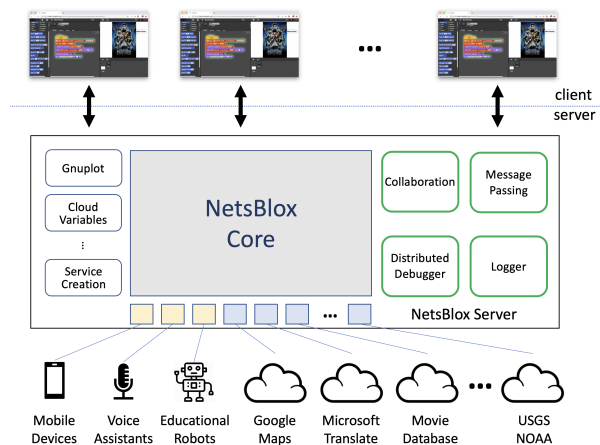 client
server
Gnuplot
Cloud
Variables
Service
Creation
NetsBlox
Core
Collaboration
Message
Passing
Distributed
Debugger
Logger
NetsBlox Server
Mobile
Devices
Voice
Assistants
Educational
Robots
Google
Maps
Microsoft
Translate
Movie
Database
USGS
NOAA